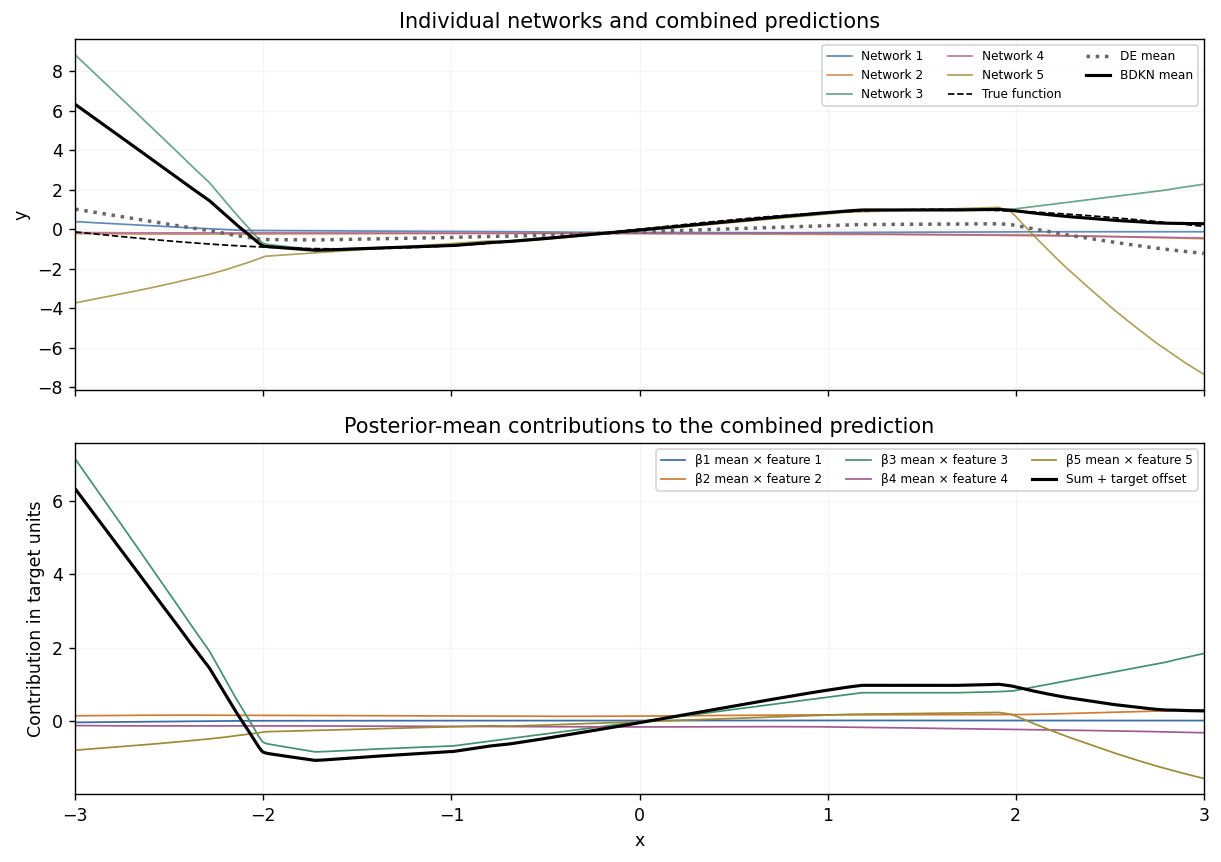 Individual networks and combined predictions
Network 1 Network 4 DE mean
Network 2 Network 5 BDKN mean
Network 3 True function
8
6
4
2
0
−2
−4
−6
−8
y
Posterior-mean contributions to the combined prediction
β1 mean × feature 1 β3 mean × feature 3 β5 mean × feature 5
β2 mean × feature 2 β4 mean × feature 4 Sum + target offset
6
4
2
0
Contribution in target units
−3 −2 −1 0 1 2 3
x